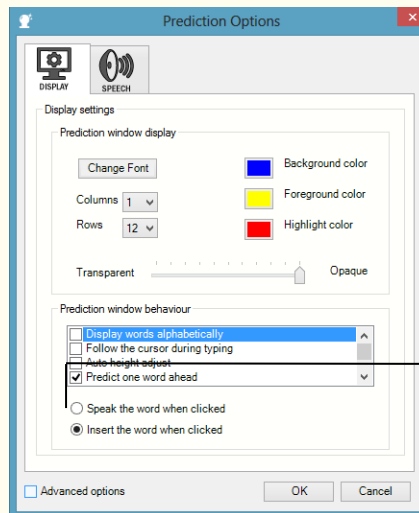 Prediction Options
DISPLAY
SPEECH
Display settings
Prediction window display
Change Font
Background color
Columns 1
Foreground color
Rows 12
Highlight color
Transparent Opaque
Prediction window behaviour
Display words alphabetically
Follow the cursor during typing
Auto height adjust
Predict one word ahead
Speak the word when clicked
Insert the word when clicked
Advanced options OK Cancel